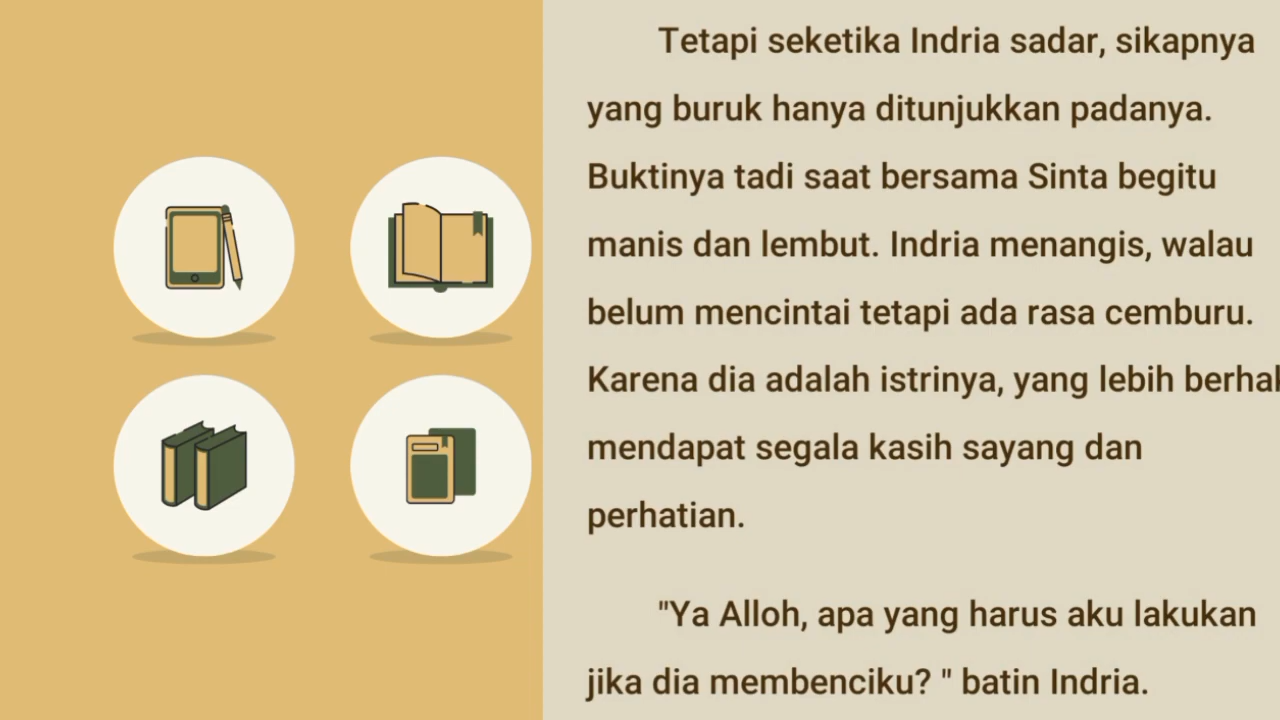 Tetapi seketika Indria sadar, sikapnya
yang buruk hanya ditunjukkan padanya.
Buktinya tadi saat bersama Sinta begitu
manis dan lembut. Indria menangis, walau
belum mencintai tetapi ada rasa cemburu.
Karena dia adalah istrinya, yang lebih
mendapat segala kasih sayang dan
perhatian.
"Ya Alloh, apa yang harus aku lakukan
jika dia membenciku? " batin Indria.